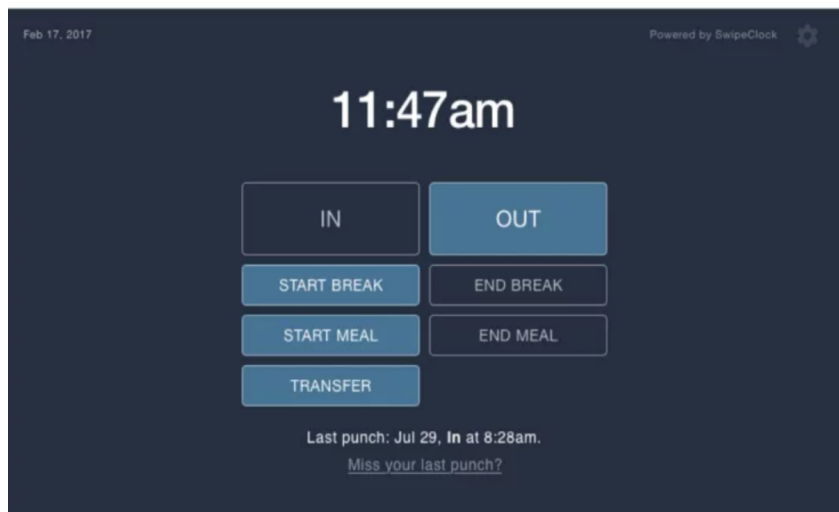 Feb 17, 2017
Powered by SwipeClock
11:47am
IN
OUT
START BREAK
END BREAK
START MEAL
END MEAL
TRANSFER
Last punch: Jul 29, In at 8:28am.
Miss your last punch?